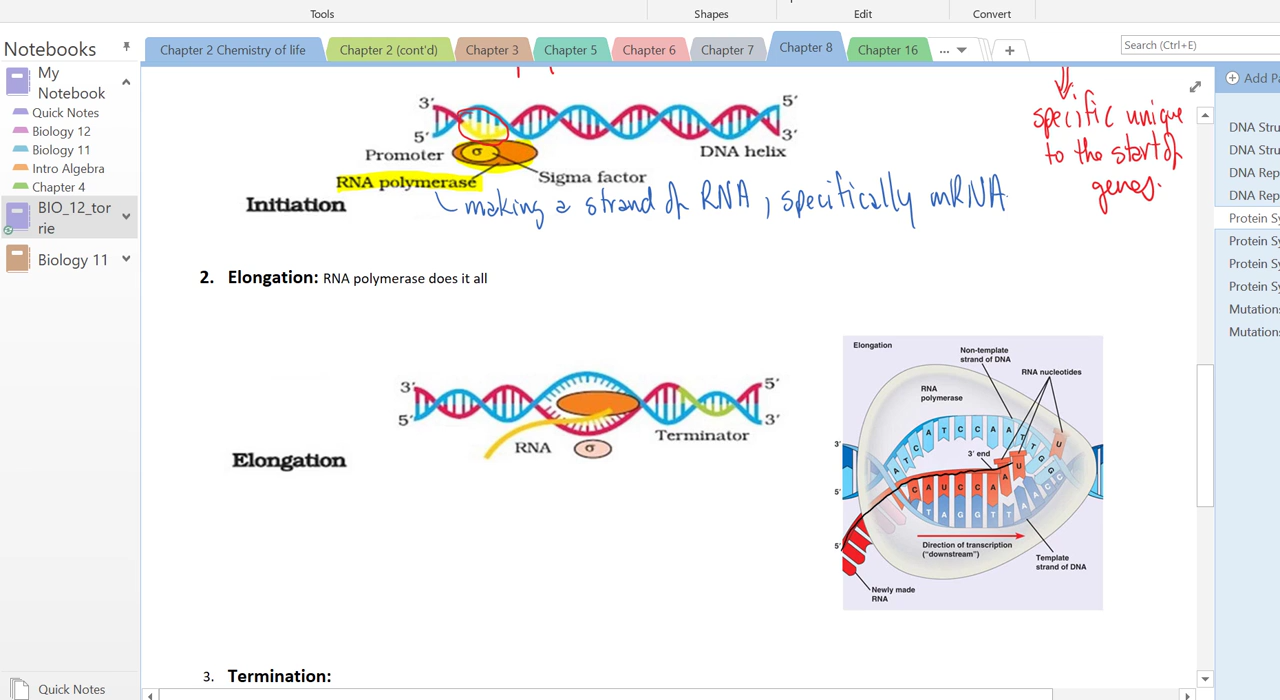 Tools
Shapes
Edit
Convert
Notebooks
Chapter 2 Chemistry of life
Chapter 2 (cont'd)
Chapter 3
Chapter 5
Chapter 6
Chapter 7
Chapter 8
Chapter 16
...
+
Search (Ctrl+E)
My
Notebook
Quick Notes
Biology 12
Biology 11
Intro Algebra
Chapter 4
BIO_12_tor
rie
Biology 11
Quick Notes
Add Pa
DNA Stru
DNA Stru
DNA Rep
DNA Rep
Protein Sy
Protein Sy
Protein Sy
Protein Sy
Mutation
Mutations
3' 5'
5' 3'
Promoter
σ
DNA helix
RNA polymerase
Sigma factor
Initiation
making a strand of RNA, specifically mRNA
specific unique
to the start of
genes.
2. Elongation: RNA polymerase does it all
3' 5'
5' 3'
RNA
σ
Terminator
Elongation
Elongation
Non-template
strand of DNA
RNA nucleotides
RNA
polymerase
A T C C A A
T
T
G
G
U
A T C
3' end
3'
5'
C A U C C A A U
T A G G T T A A C C
5'
Direction of transcription
("downstream")
Template
strand of DNA
Newly made
RNA
3. Termination: